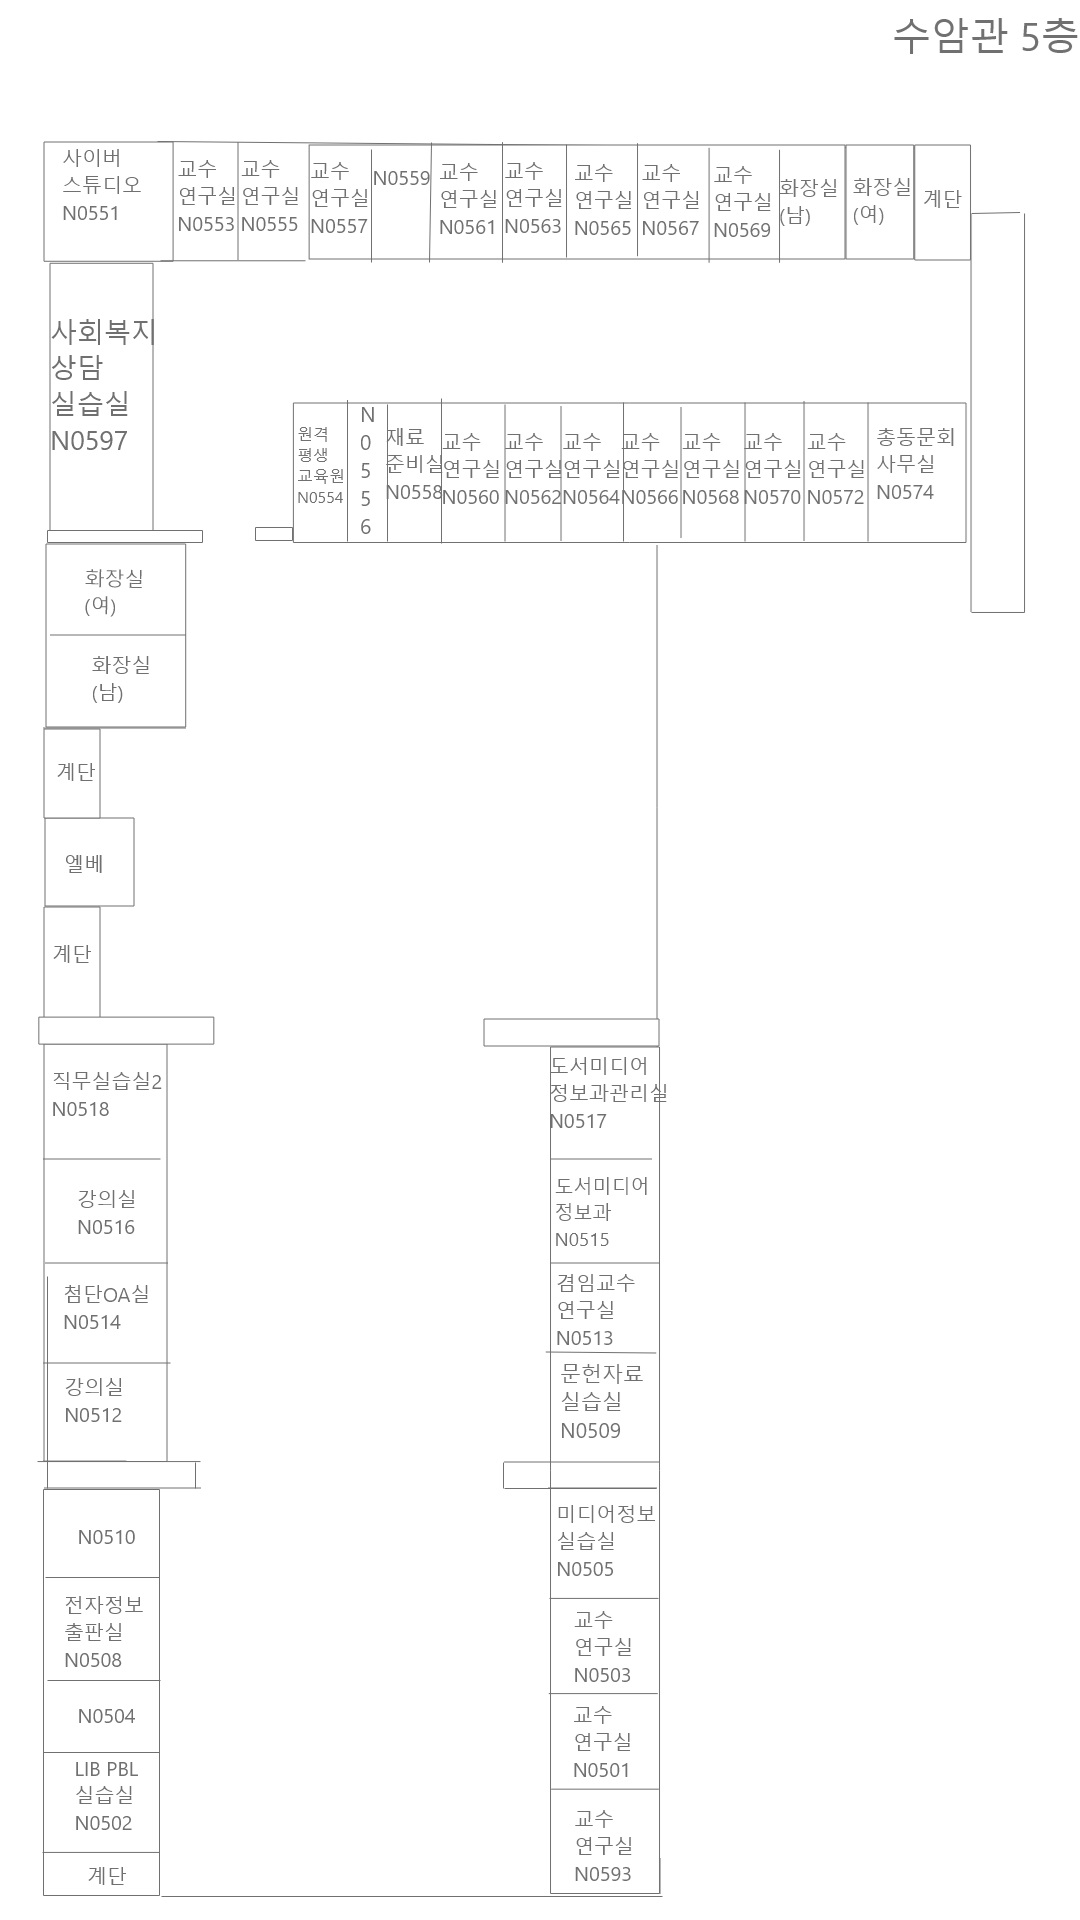 수암관 5층
사이버
스튜디오
N0551
교수
연구실
N0553
교수
연구실
N0555
교수
연구실
N0557
N0559
교수
연구실
N0561
교수
연구실
N0563
교수
연구실
N0565
교수
연구실
N0567
교수
연구실
N0569
화장실
(남)
화장실
(여)
계단
사회복지
상담
실습실
N0597
원격
평생
교육원
N0554
N
0
5
5
6
재료
준비실
N0558
교수
연구실
N0560
교수
연구실
N0562
교수
연구실
N0564
교수
연구실
N0566
교수
연구실
N0568
교수
연구실
N0570
교수
연구실
N0572
총동문회
사무실
N0574
화장실
(여)
화장실
(남)
계단
엘베
계단
직무실습실2
N0518
강의실
N0516
첨단OA실
N0514
강의실
N0512
N0510
전자정보
출판실
N0508
N0504
LIB PBL
실습실
N0502
계단
도서미디어
정보과관리실
N0517
도서미디어
정보과
N0515
겸임교수
연구실
N0513
문헌자료
실습실
N0509
미디어정보
실습실
N0505
교수
연구실
N0503
교수
연구실
N0501
교수
연구실
N0593